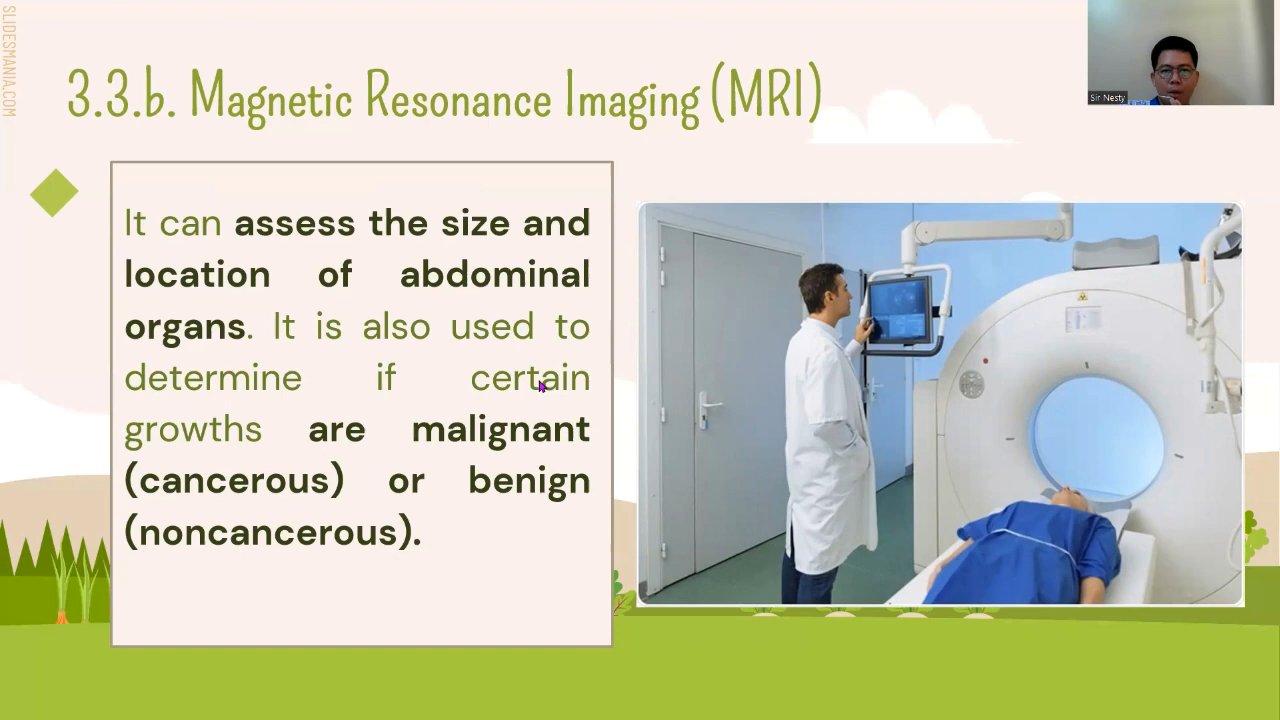 SLIDESMANIA.COM
3.3.b. Magnetic Resonance Imaging (MRI)
Sir Nesty
It can assess the size and
location of abdominal
organs. It is also used to
determine if certain
growths are malignant
(cancerous) or benign
(noncancerous).